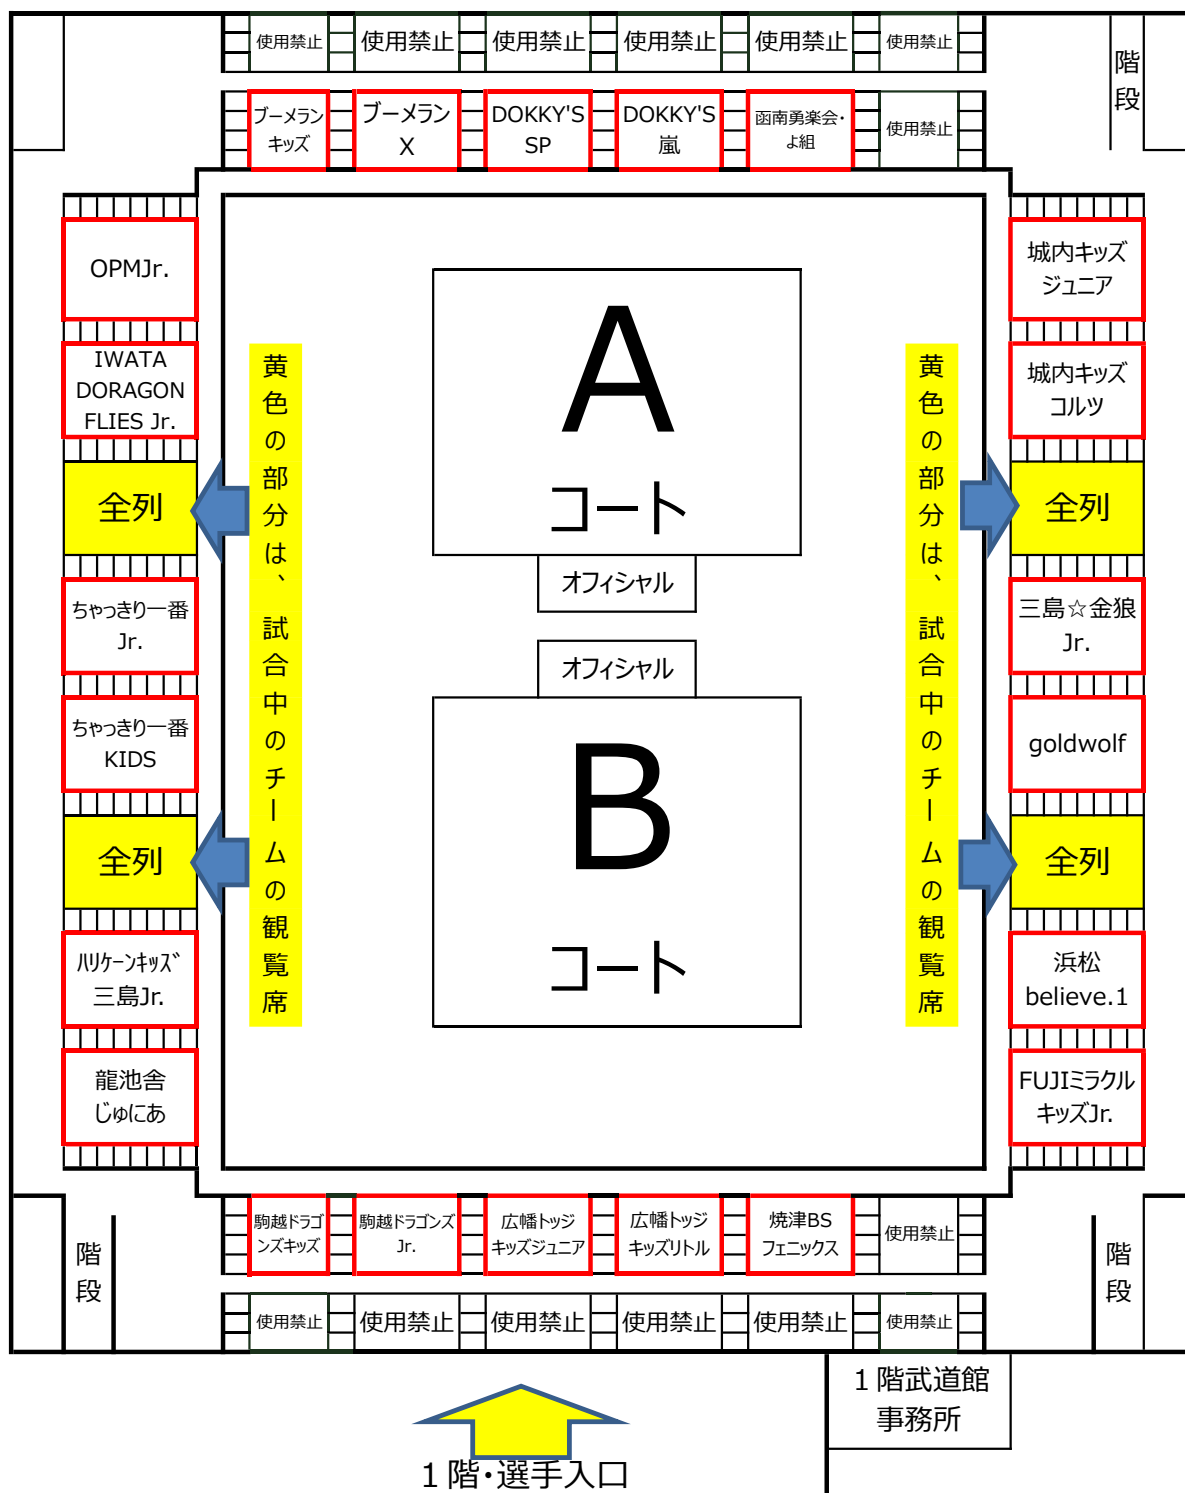 使用禁止
使用禁止
使用禁止
使用禁止
使用禁止
使用禁止
階
段
ブーメラン
キッズ
ブーメラン
X
DOKKY'S
SP
DOKKY'S
嵐
函南勇楽会・
よ組
使用禁止
OPMJr.
IWATA
DORAGON
FLIES Jr.
全列
ちゃっきり一番
Jr.
ちゃっきり一番
KIDS
全列
ﾊﾘｹｰﾝｷｯｽﾞ
三島Jr.
龍池舎
じゅにあ
黄色の部分は、試合中のチームの観覧席
A
コート
オフィシャル
オフィシャル
B
コート
黄色の部分は、試合中のチームの観覧席
城内キッズ
ジュニア
城内キッズ
コルツ
全列
三島☆金狼
Jr.
goldwolf
全列
浜松
believe.1
FUJIミラクル
キッズJr.
階
段
駒越ドラゴ
ンズキッズ
駒越ドラゴンズ
Jr.
広幡トッジ
キッズジュニア
広幡トッジ
キッズリトル
焼津BS
フェニックス
使用禁止
階
段
使用禁止
使用禁止
使用禁止
使用禁止
使用禁止
使用禁止
１階武道館
事務所
１階・選手入口